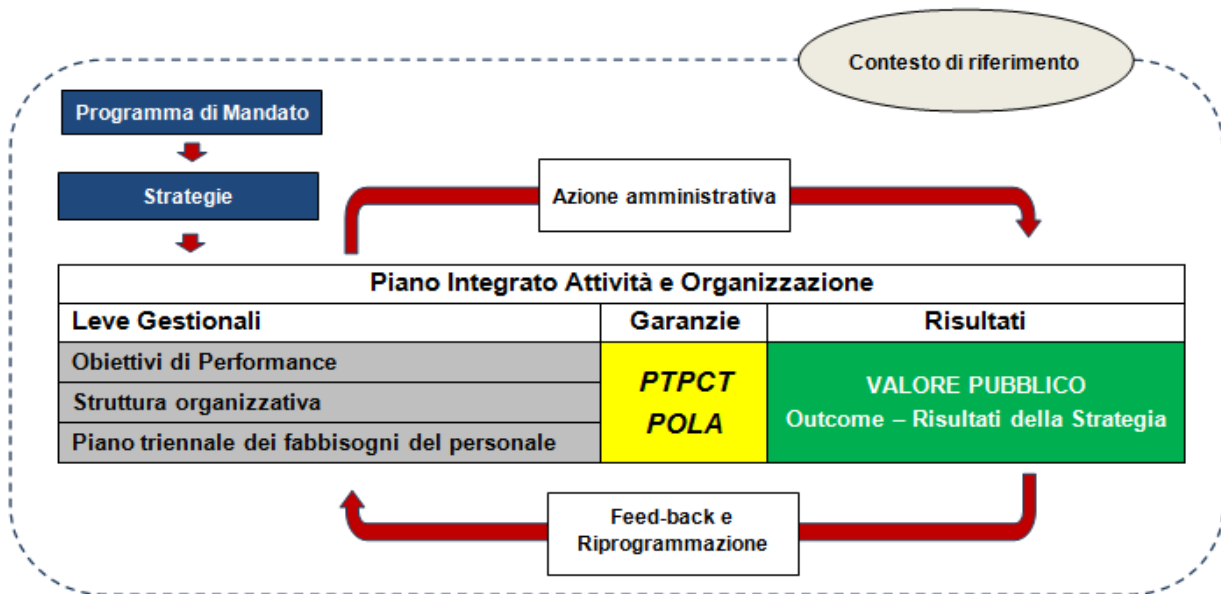 Contesto di riferimento
Programma di Mandato
Strategie
Azione amministrativa
Piano Integrato Attività e Organizzazione
Leve Gestionali
Garanzie
Risultati
Obiettivi di Performance
Struttura organizzativa
Piano triennale dei fabbisogni del personale
PTPCT
POLA
VALORE PUBBLICO
Outcome – Risultati della Strategia
Feed-back e
Riprogrammazione